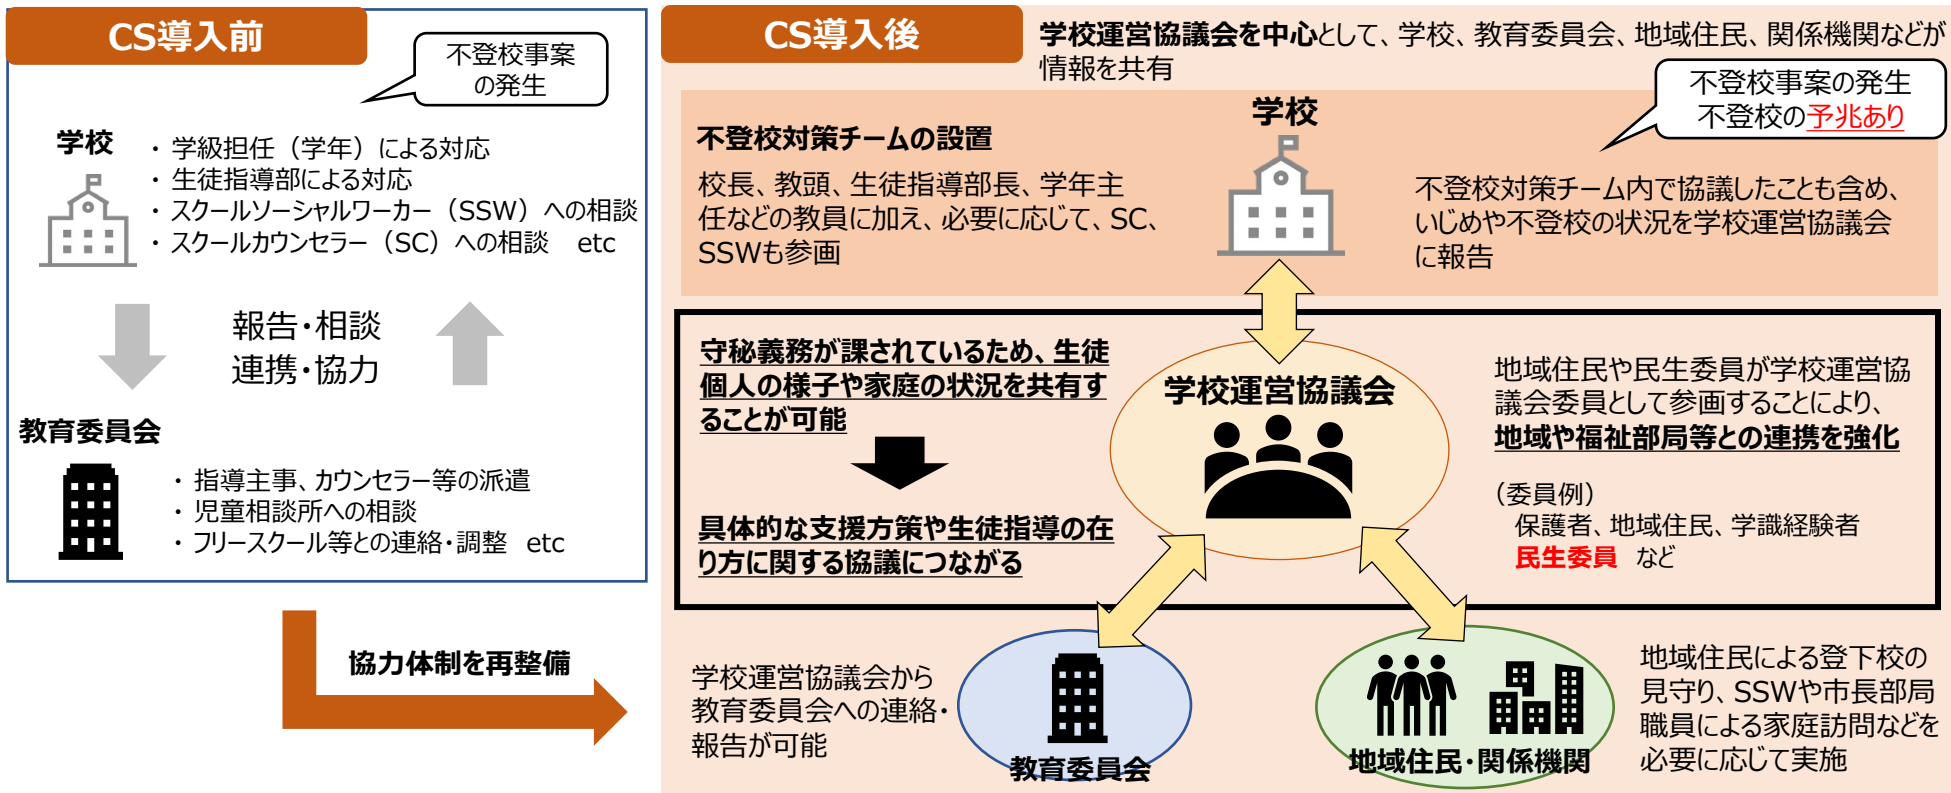 CS導入前
不登校事案
の発生
学校
・ 学級担任（学年）による対応
・ 生徒指導部による対応
・ スクールソーシャルワーカー（SSW）への相談
・ スクールカウンセラー（SC）への相談　etc
報告・相談
連携・協力
教育委員会
・ 指導主事、カウンセラー等の派遣
・ 児童相談所への相談
・ フリースクール等との連絡・調整　etc
協力体制を再整備
CS導入後
学校運営協議会を中心として、学校、教育委員会、地域住民、関係機関などが
情報を共有
不登校事案の発生
不登校の予兆あり
学校
不登校対策チームの設置
校長、教頭、生徒指導部長、学年主
任などの教員に加え、必要に応じて、SC、
SSWも参画
不登校対策チーム内で協議したことも含め、
いじめや不登校の状況を学校運営協議会
に報告
守秘義務が課されているため、生徒
個人の様子や家庭の状況を共有す
ることが可能
具体的な支援方策や生徒指導の在
り方に関する協議につながる
学校運営協議会
地域住民や民生委員が学校運営協
議会委員として参画することにより、
地域や福祉部局等との連携を強化
（委員例）
保護者、地域住民、学識経験者
民生委員　など
学校運営協議会から
教育委員会への連絡・
報告が可能
教育委員会
地域住民・関係機関
地域住民による登下校の
見守り、SSWや市長部局
職員による家庭訪問などを
必要に応じて実施